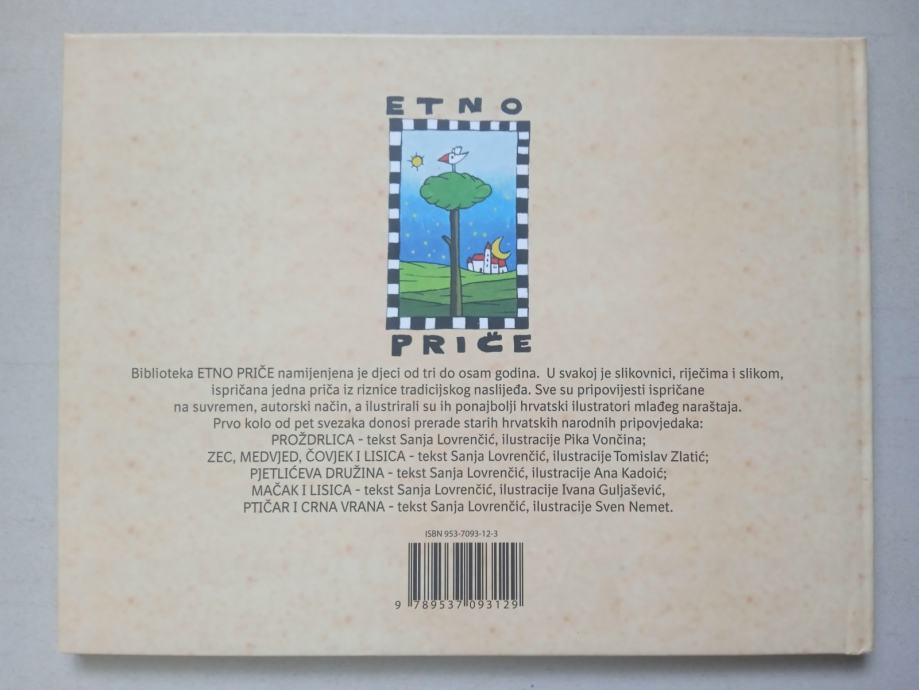 ETNO
PRIČE
Biblioteka ETNO PRIČE namijenjena je djeci od tri do osam godina. U svakoj je slikovnici, riječima i slikom,
ispričana jedna priča iz riznice tradicijskog naslijeđa. Sve su pripovijesti ispričane
na suvremen, autorski način, a ilustrirali su ih ponajbolji hrvatski ilustratori mlađeg naraštaja.
Prvo kolo od pet svezaka donosi prerade starih hrvatskih narodnih pripovjedaka:
PROŽDRLICA - tekst Sanja Lovrenčić, ilustracije Pika Vončina;
ZEC, MEDVJED, ČOVJEK I LISICA - tekst Sanja Lovrenčić, ilustracije Tomislav Zlatić;
PJETLIĆEVA DRUŽINA - tekst Sanja Lovrenčić, ilustracije Ana Kadoić;
MAČAK I LISICA - tekst Sanja Lovrenčić, ilustracije Ivana Guljašević,
PTIČAR I CRNA VRANA - tekst Sanja Lovrenčić, ilustracije Sven Nemet.
ISBN 953-7093-12-3
9 789537 093129